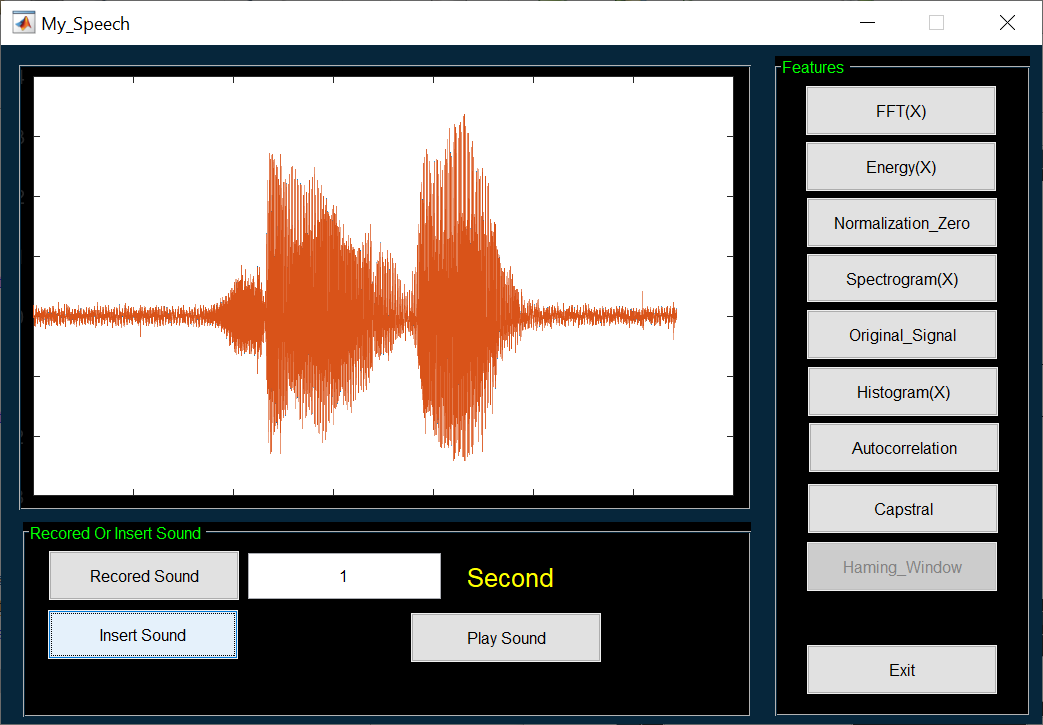 My_Speech
Features
FFT(X)
Energy(X)
Normalization_Zero
Spectrogram(X)
Original_Signal
Histogram(X)
Autocorrelation
Capstral
Haming_Window
Exit
Recored Or Insert Sound
Recored Sound
1
Second
Insert Sound
Play Sound